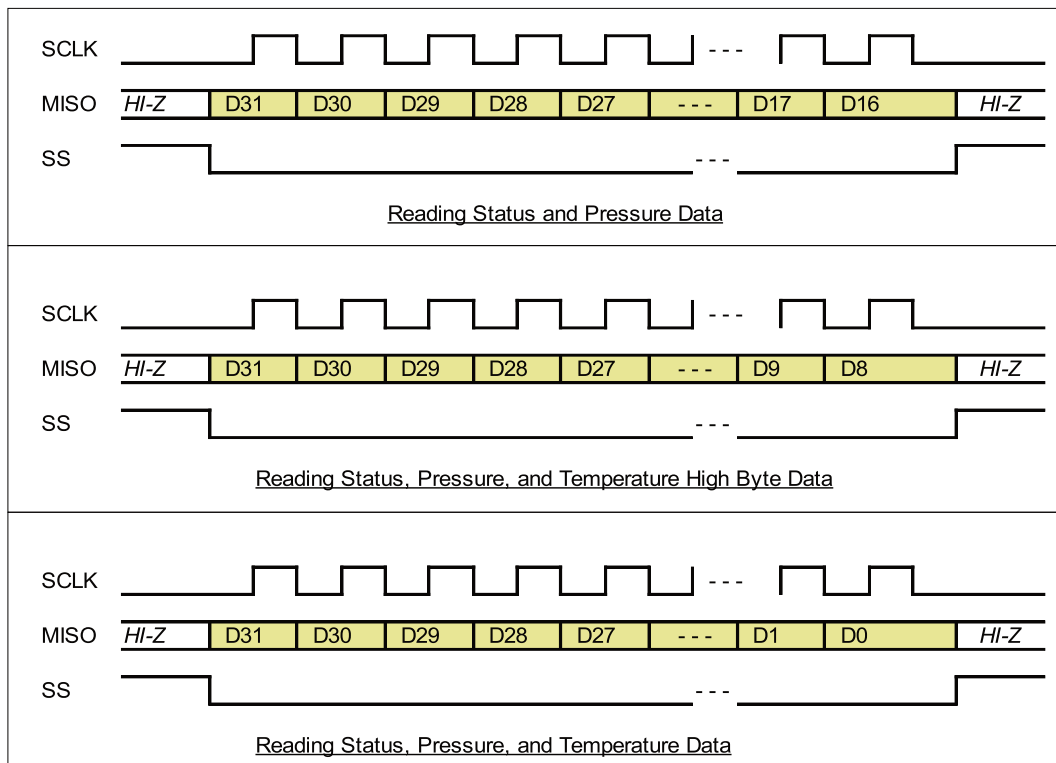 SCLK - - -
MISO HI-Z D31 D30 D29 D28 D27 - - - D17 D16 HI-Z
SS - - -
Reading Status and Pressure Data
SCLK - - -
MISO HI-Z D31 D30 D29 D28 D27 - - - D9 D8 HI-Z
SS - - -
Reading Status, Pressure, and Temperature High Byte Data
SCLK - - -
MISO HI-Z D31 D30 D29 D28 D27 - - - D1 D0 HI-Z
SS - - -
Reading Status, Pressure, and Temperature Data